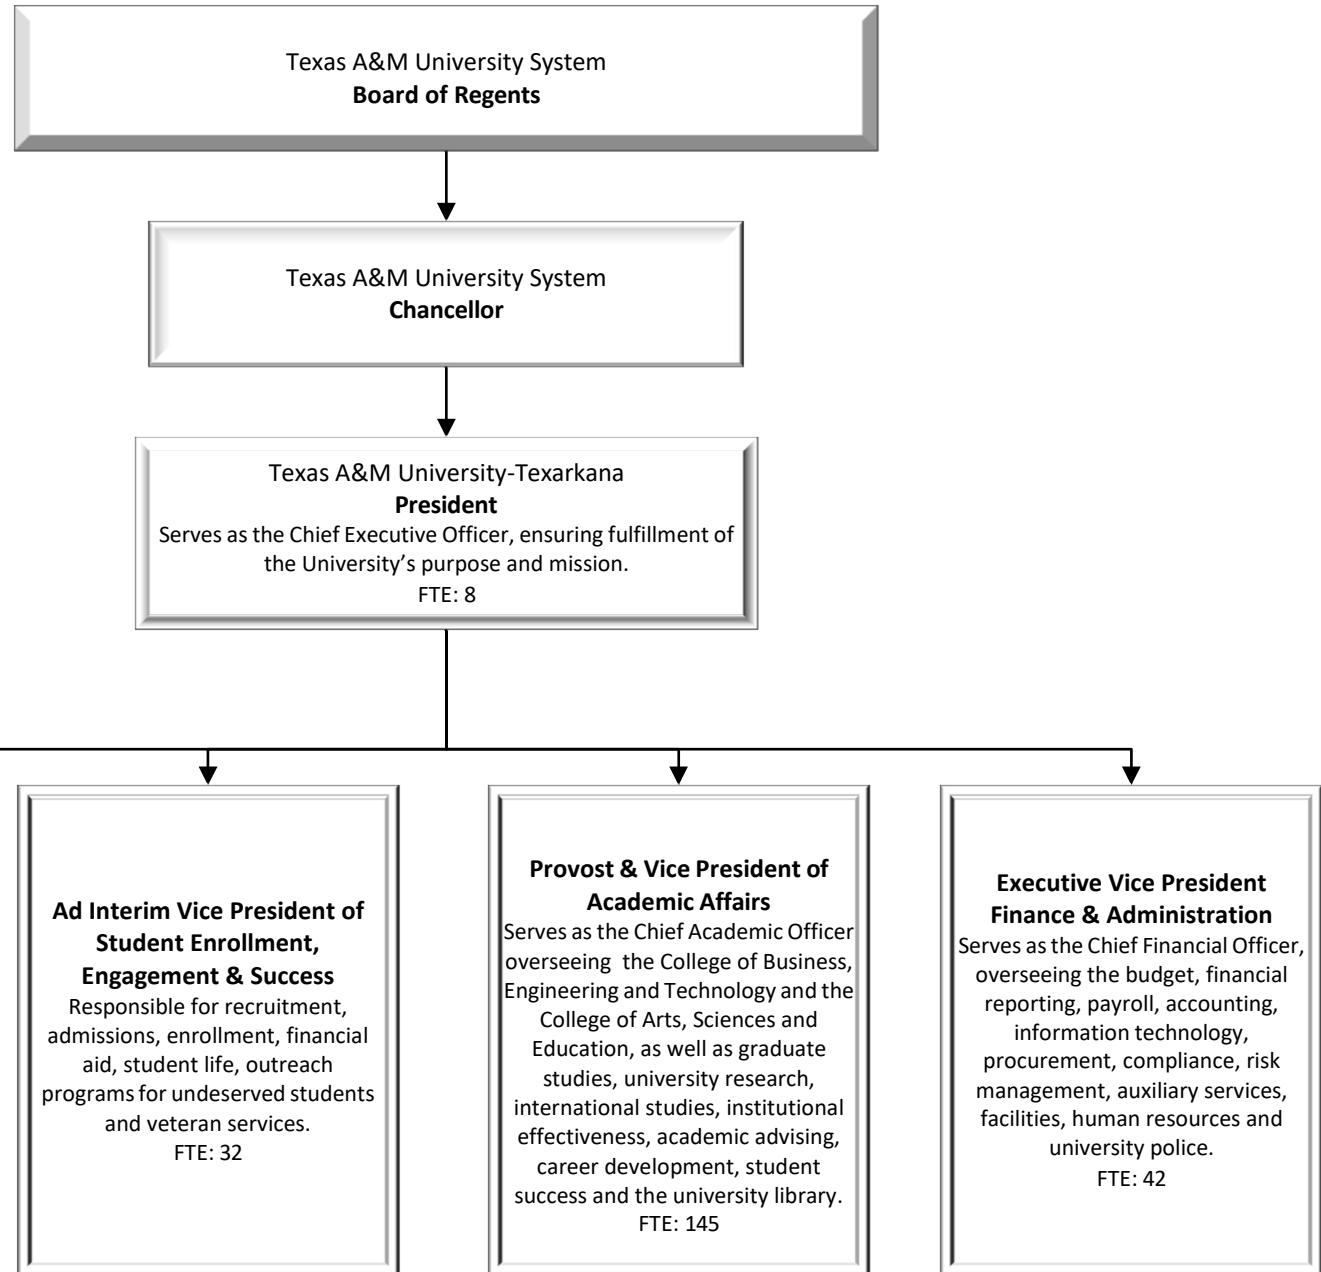 Texas A&M University System
Board of Regents
Texas A&M University System
Chancellor
Texas A&M University-Texarkana
President
Serves as the Chief Executive Officer, ensuring fulfillment of
the University’s purpose and mission.
FTE: 8
Ad Interim Vice President of
Student Enrollment,
Engagement & Success
Responsible for recruitment,
admissions, enrollment, financial
aid, student life, outreach
programs for undeserved students
and veteran services.
FTE: 32
Provost & Vice President of
Academic Affairs
Serves as the Chief Academic Officer
overseeing the College of Business,
Engineering and Technology and the
College of Arts, Sciences and
Education, as well as graduate
studies, university research,
international studies, institutional
effectiveness, academic advising,
career development, student
success and the university library.
FTE: 145
Executive Vice President
Finance & Administration
Serves as the Chief Financial Officer,
overseeing the budget, financial
reporting, payroll, accounting,
information technology,
procurement, compliance, risk
management, auxiliary services,
facilities, human resources and
university police.
FTE: 42